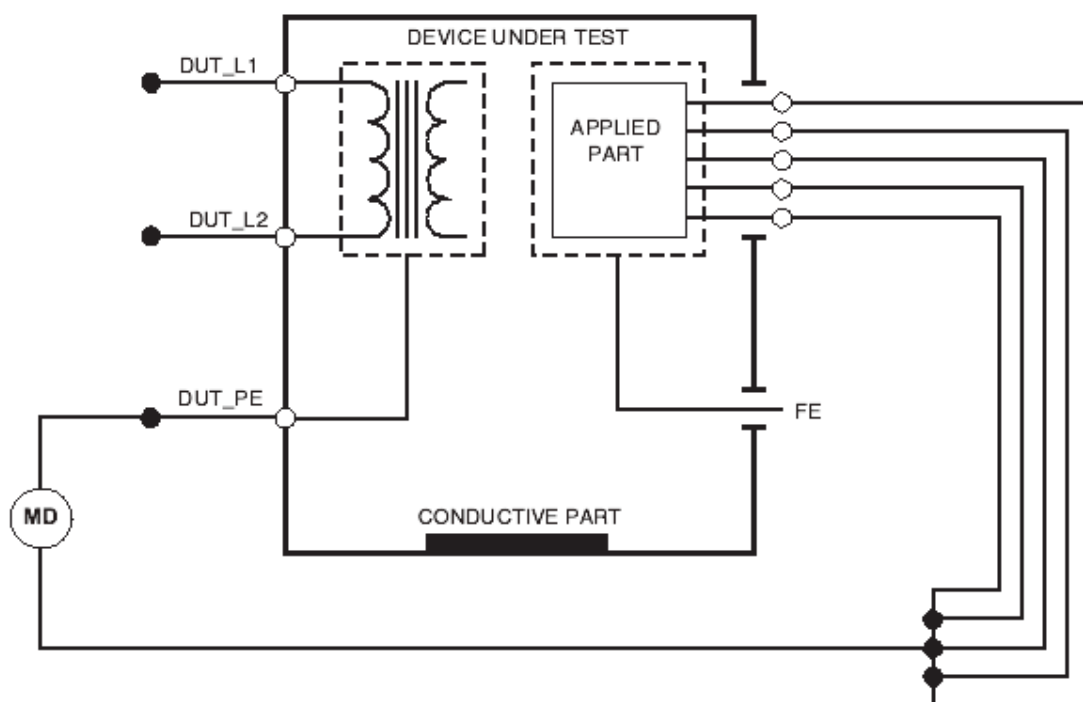 DEVICE UNDER TEST
DUT_L1
APPLIED
PART
DUT_L2
DUT_PE
FE
MD
CONDUCTIVE PART